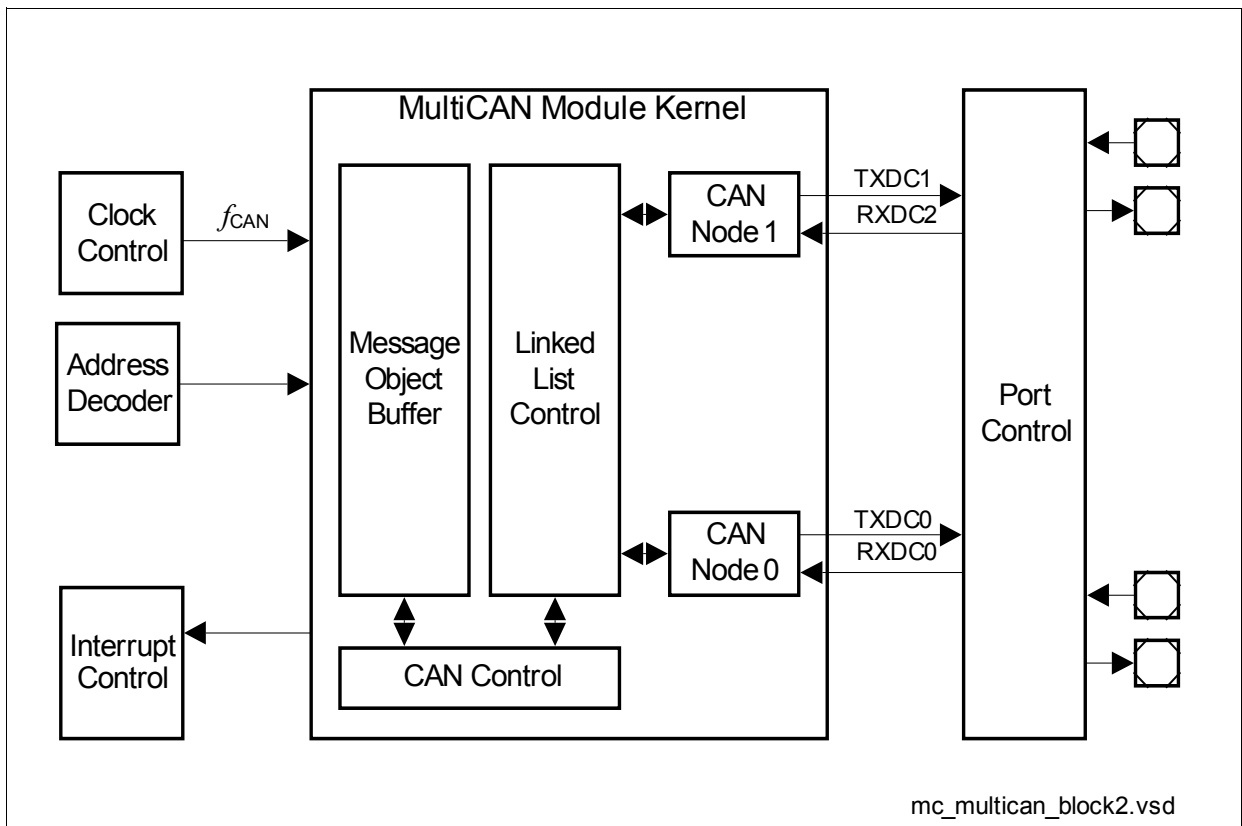 MultiCAN Module Kernel
Clock
Control
fCAN
Address
Decoder
Interrupt
Control
Message
Object
Buffer
Linked
List
Control
CAN Control
CAN
Node 1
TXDC1
RXDC2
CAN
Node 0
TXDC0
RXDC0
Port
Control
mc_multican_block2.vsd